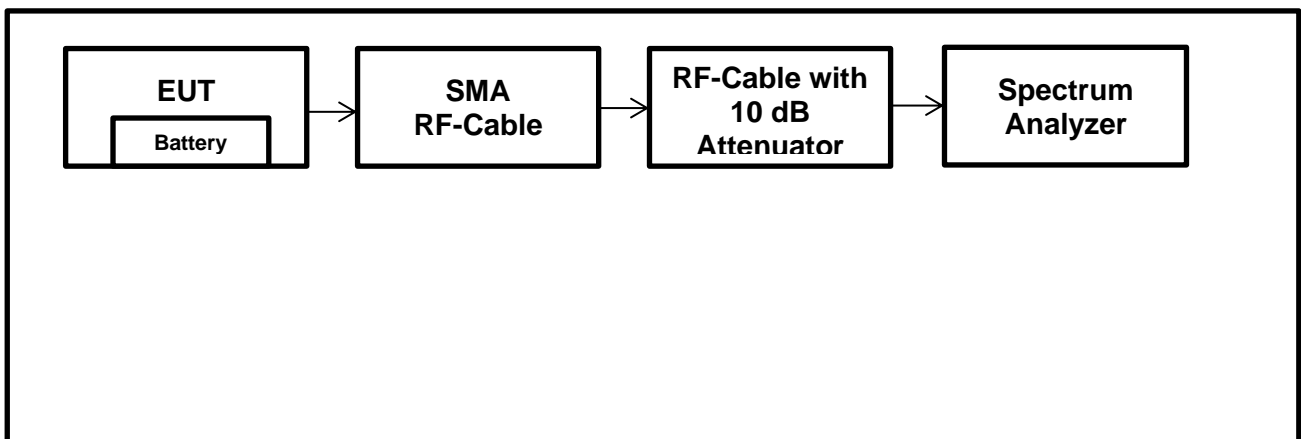 EUT
Battery
SMA
RF-Cable
RF-Cable with
10 dB
Attenuator
Spectrum
Analyzer